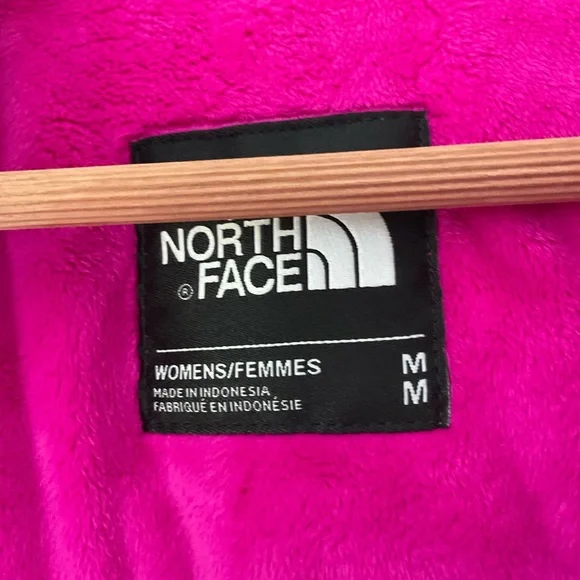 NORTH
® FACE
WOMENS/FEMMES M
MADE IN INDONESIA M
FABRIQUÉ EN INDONÉSIE